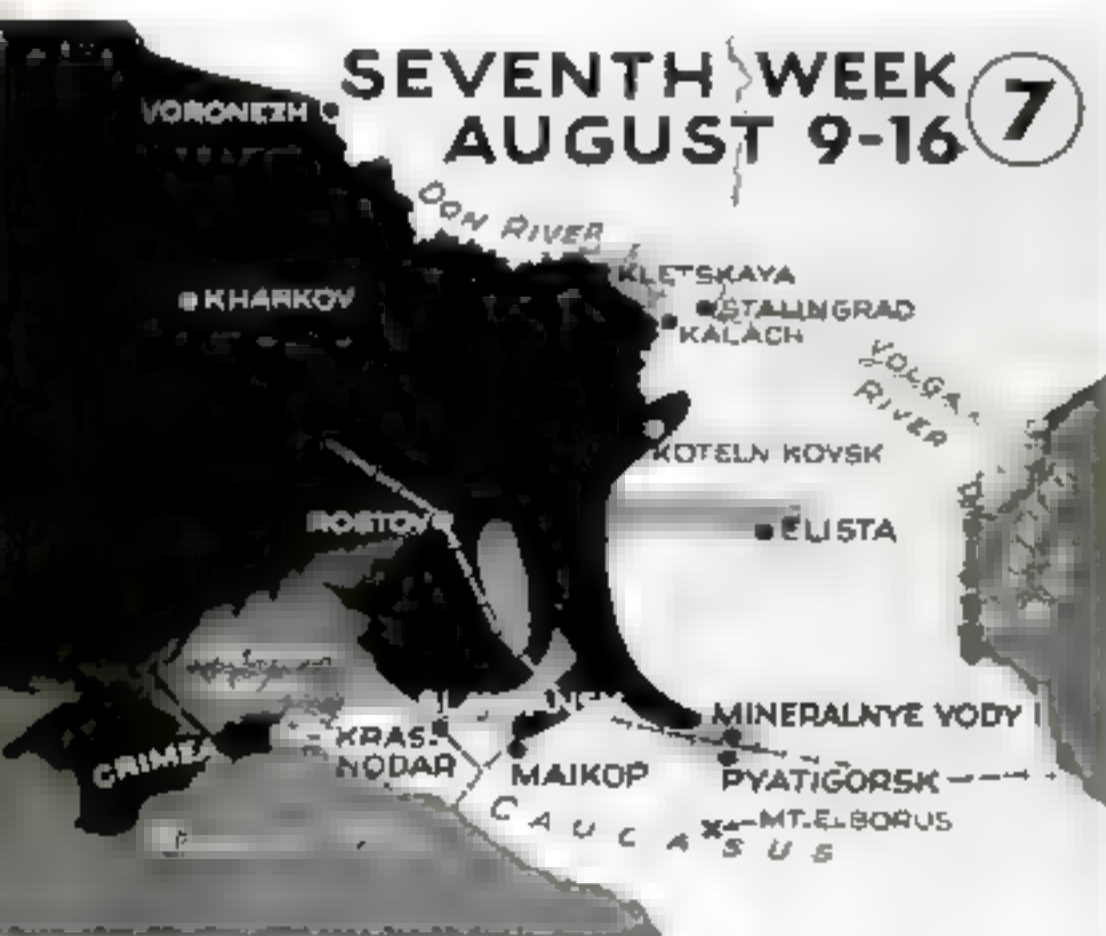 SEVENTH WEEK 7
AUGUST 9-16
VORONEZH
DON RIVER
KLETSKAYA
KHARKOV
STALINGRAD
KALACH
VOLGA
RIVER
KOTELN KOVSK
ROSTOV
ELISTA
MINERALNYE VODY
KRAS-
NODAR
CRIMEA
MAIKOP
PYATIGORSK
CAUCASUS
MT. ELBORUS